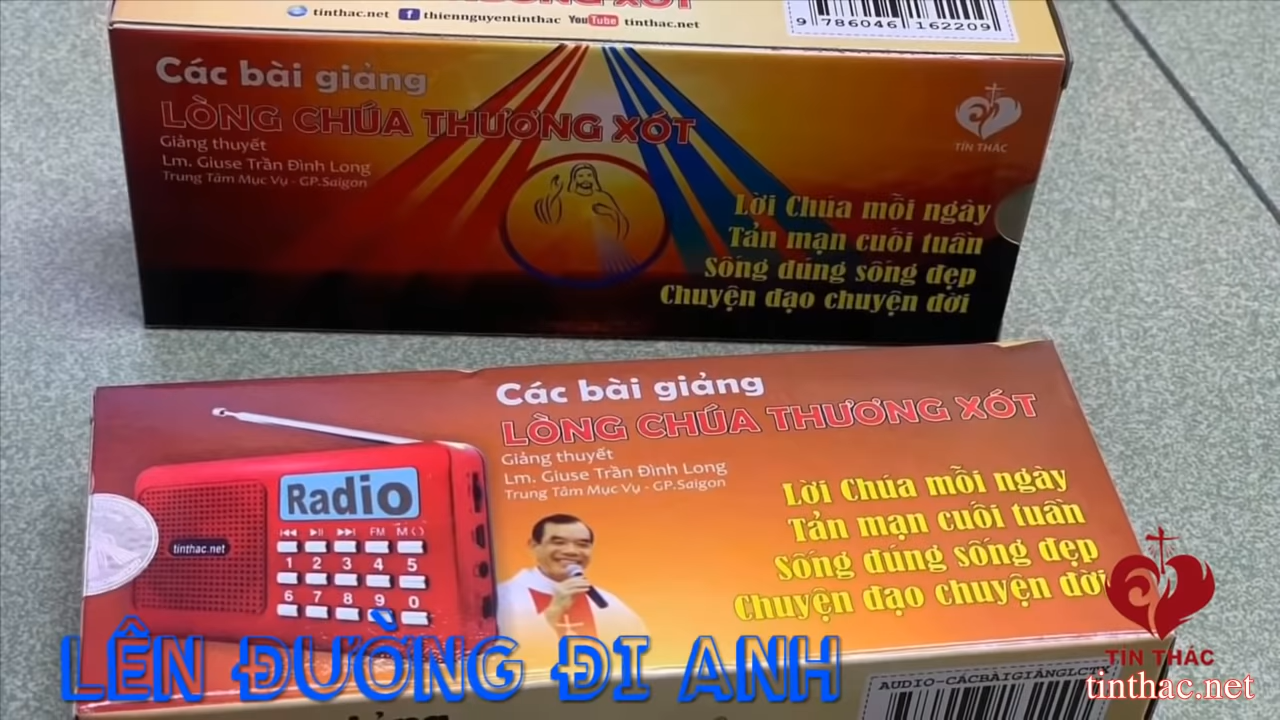 tinthac.net thiennguyentinthac YouTube tinthac.net
9 786046 162209
Các bài giảng
LÒNG CHÚA THƯƠNG XÓT
Giảng thuyết
Lm. Giuse Trần Đình Long
Trung Tâm Mục Vụ - GP.Saigon
TÍN THÁC
Lời Chúa mỗi ngày
Tản mạn cuối tuần
Sống đúng sống đẹp
Chuyện đạo chuyện đời
Các bài giảng
LÒNG CHÚA THƯƠNG XÓT
Giảng thuyết
Lm. Giuse Trần Đình Long
Trung Tâm Mục Vụ - GP.Saigon
Radio
tinthac.net
FM M
1 2 3 4 5
6 7 8 9 0
Lời Chúa mỗi ngày
Tản mạn cuối tuần
Sống đúng sống đẹp
Chuyện đạo chuyện đời
LÊN ĐƯỜNG ĐI ANH
TÍN THÁC
tinthac.net
AUDIO-CÁCBÀIGIẢNGLCTX